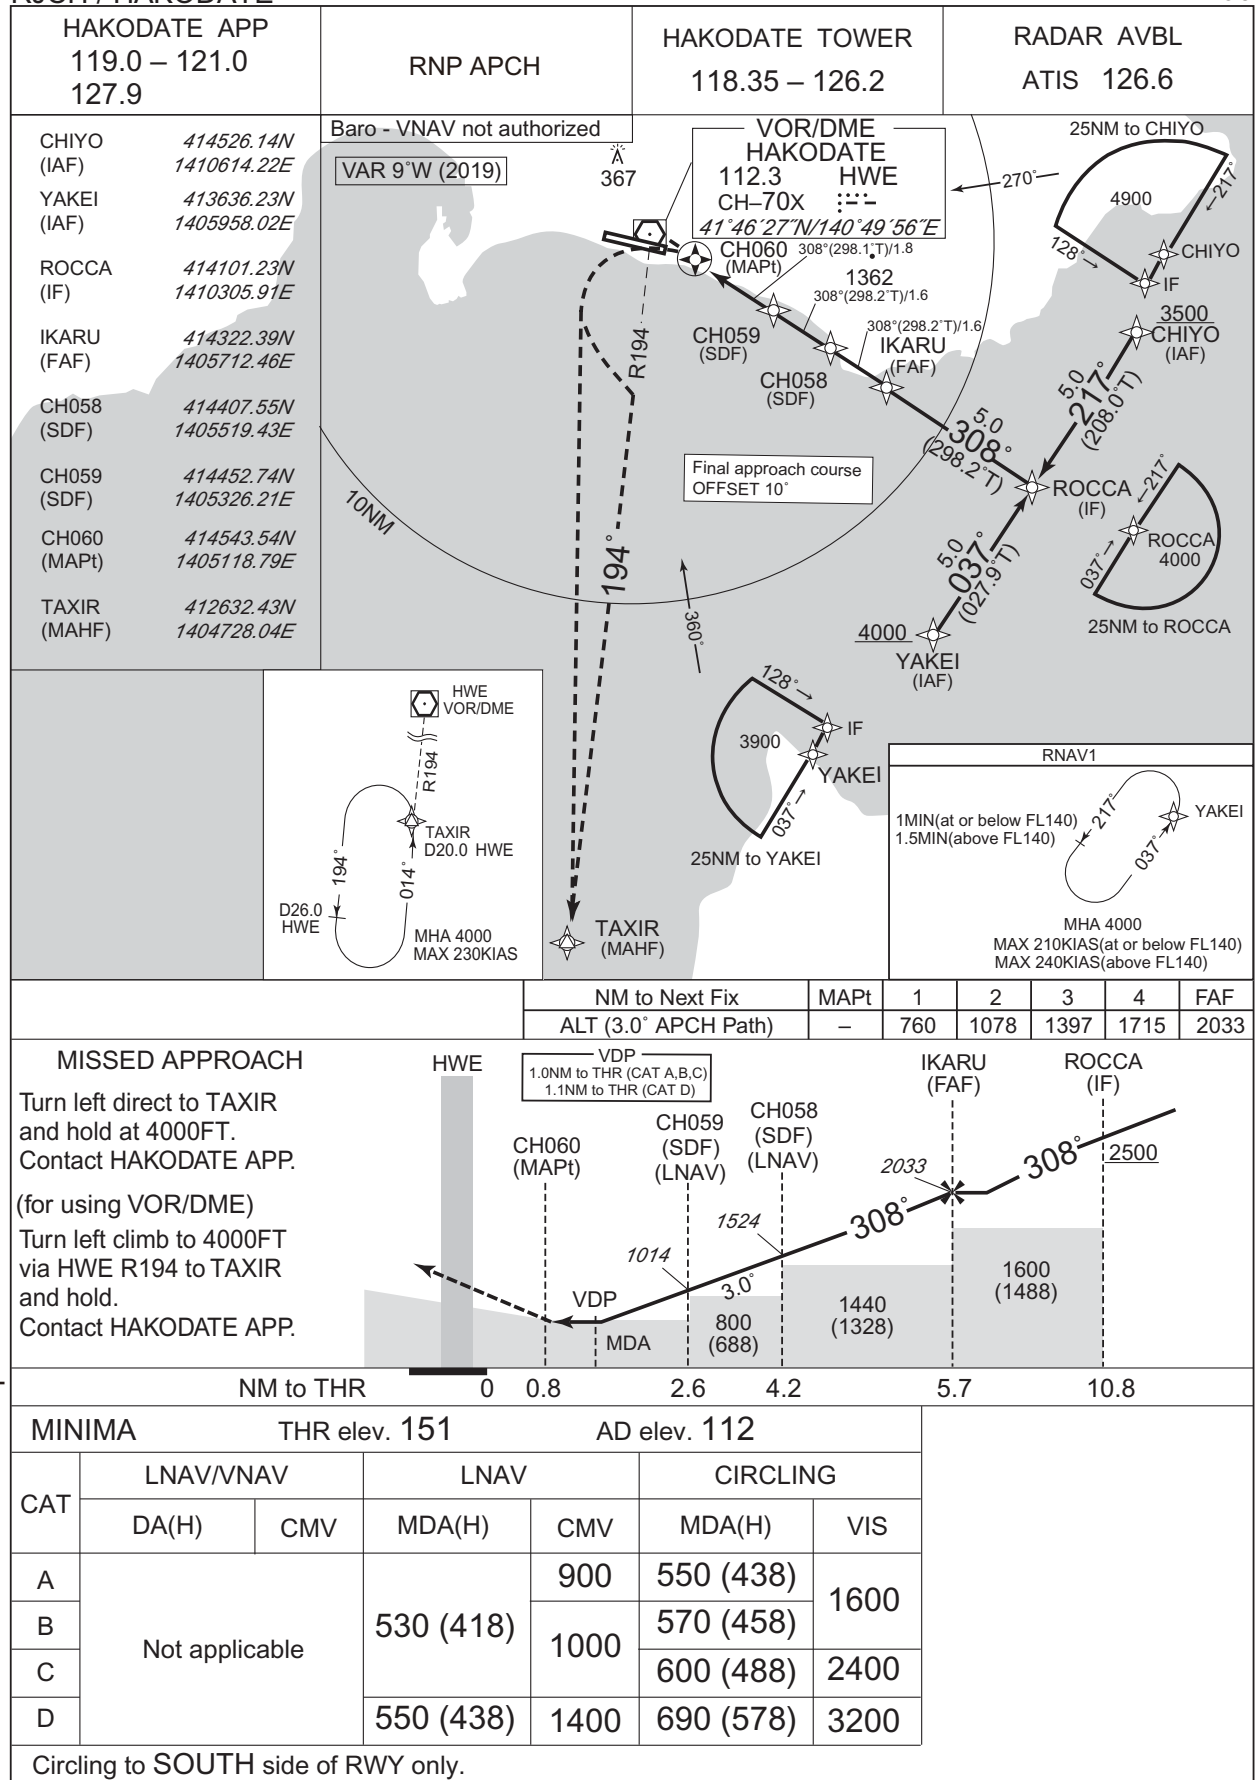 HAKODATE APP
119.0 – 121.0
127.9
RNP APCH
HAKODATE TOWER
118.35 – 126.2
RADAR AVBL
ATIS 126.6
CHIYO 414526.14N
(IAF) 1410614.22E
YAKEI 413636.23N
(IAF) 1405958.02E
ROCCA 414101.23N
(IF) 1410305.91E
IKARU 414322.39N
(FAF) 1405712.46E
CH058 414407.55N
(SDF) 1405519.43E
CH059 414452.74N
(SDF) 1405326.21E
CH060 414543.54N
(MAPt) 1405118.79E
TAXIR 412632.43N
(MAHF) 1404728.04E
Baro - VNAV not authorized
VAR 9˚W (2019)
367
VOR/DME
HAKODATE
112.3 HWE
CH–70X
41˚46´27˝N/140˚49´56˝E
270˚
25NM to CHIYO
4900
217˚
128˚
CHIYO
IF
3500
CHIYO
(IAF)
CH060
(MAPt)
308°(298.1˚T)/1.8
1362
308°(298.2˚T)/1.6
308°(298.2˚T)/1.6
CH059
(SDF)
IKARU
(FAF)
CH058
(SDF)
R194
5.0
217˚
(208.0˚T)
5.0
308˚
(298.2˚T)
Final approach course
OFFSET 10˚
ROCCA
(IF)
217˚
ROCCA
4000
037˚
25NM to ROCCA
10NM
194˚
5.0
037˚
(027.9˚T)
360˚
4000
YAKEI
(IAF)
HWE
VOR/DME
R194
TAXIR
D20.0 HWE
194˚
014˚
D26.0
HWE
MHA 4000
MAX 230KIAS
128˚
3900
IF
YAKEI
037˚
25NM to YAKEI
RNAV1
1MIN(at or below FL140)
1.5MIN(above FL140)
217˚
037˚
YAKEI
MHA 4000
MAX 210KIAS(at or below FL140)
MAX 240KIAS(above FL140)
TAXIR
(MAHF)
NM to Next Fix MAPt 1 2 3 4 FAF
ALT (3.0˚ APCH Path) – 760 1078 1397 1715 2033
MISSED APPROACH
Turn left direct to TAXIR
and hold at 4000FT.
Contact HAKODATE APP.
(for using VOR/DME)
Turn left climb to 4000FT
via HWE R194 to TAXIR
and hold.
Contact HAKODATE APP.
HWE
VDP
1.0NM to THR (CAT A,B,C)
1.1NM to THR (CAT D)
IKARU
(FAF)
ROCCA
(IF)
CH060
(MAPt)
CH059
(SDF)
(LNAV)
CH058
(SDF)
(LNAV)
2033
308˚
2500
308˚
1524
1014
3.0˚
VDP
MDA
800
(688)
1440
(1328)
1600
(1488)
NM to THR 0 0.8 2.6 4.2 5.7 10.8
MINIMA THR elev. 151 AD elev. 112
CAT LNAV/VNAV LNAV CIRCLING
DA(H) CMV MDA(H) CMV MDA(H) VIS
A 900 550 (438)
1600
B 530 (418) 570 (458)
Not applicable 1000
C 600 (488) 2400
D 550 (438) 1400 690 (578) 3200
Circling to SOUTH side of RWY only.